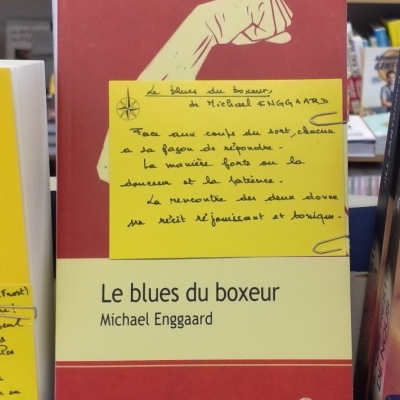 Le blues du boxeur,
de Michael ENGGAARD
Face aux coups du sort, chacun
a sa façon de répondre.
La manière forte ou la
douceur et la patience.
La rencontre des deux donne
un récit réjouissant et tonique.
Le blues du boxeur
Michael Enggaard
Frost)